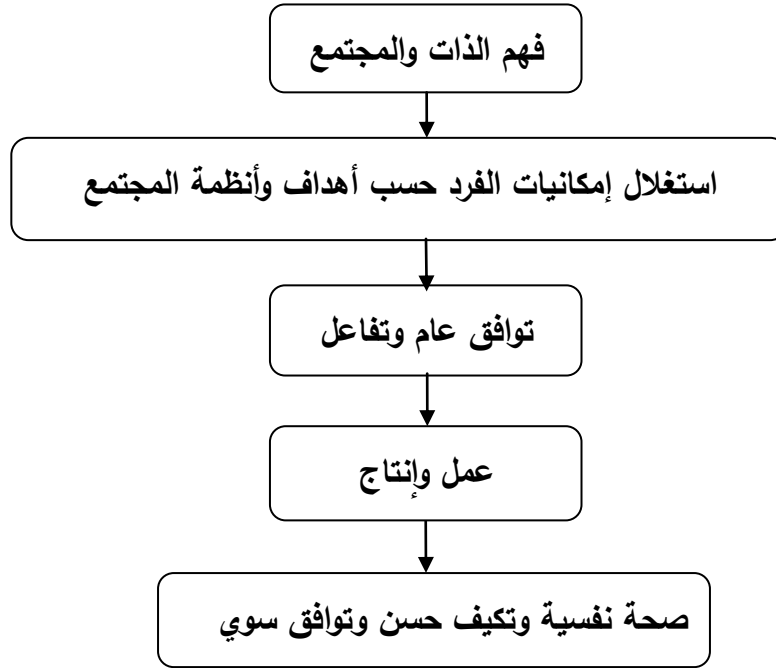 فهم الذات والمجتمع
استغلال إمكانيات الفرد حسب أهداف وأنظمة المجتمع
توافق عام وتفاعل
عمل وإنتاج
صحة نفسية وتكيف حسن وتوافق سوي